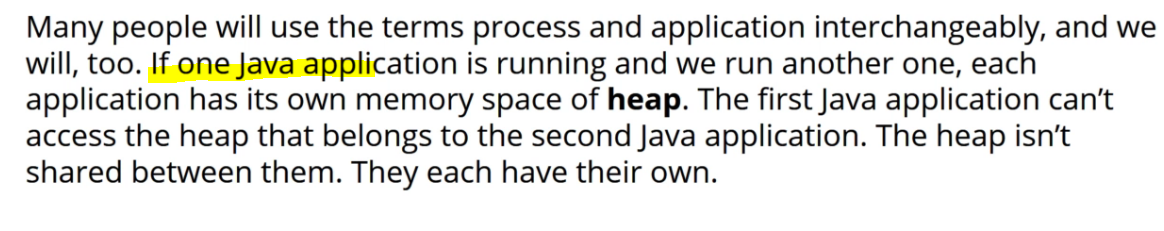 Many people will use the terms process and application interchangeably, and we
will, too. If one Java application is running and we run another one, each
application has its own memory space of heap. The first Java application can’t
access the heap that belongs to the second Java application. The heap isn’t
shared between them. They each have their own.